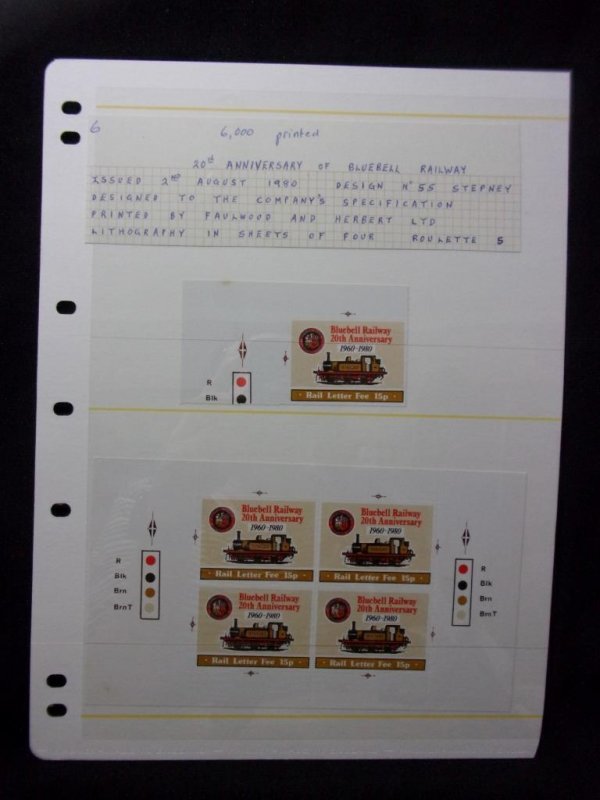 6
6,000 printed
20th ANNIVERSARY OF BLUEBELL RAILWAY
ISSUED 2nd AUGUST 1980 DESIGN No 55 STEPNEY
DESIGNED TO THE COMPANY'S SPECIFICATION
PRINTED BY FAULWOOD AND HERBERT LTD
LITHOGRAPHY IN SHEETS OF FOUR ROULETTE 5
Bluebell Railway
20th Anniversary
1960-1980
R
Blk
· Rail Letter Fee 15p ·
Bluebell Railway
20th Anniversary
1960-1980
· Rail Letter Fee 15p ·
Bluebell Railway
20th Anniversary
1960-1980
· Rail Letter Fee 15p ·
R
Blk
Brn
BrnT
R
Blk
Brn
BrnT
Bluebell Railway
20th Anniversary
1960-1980
· Rail Letter Fee 15p ·
Bluebell Railway
20th Anniversary
1960-1980
· Rail Letter Fee 15p ·